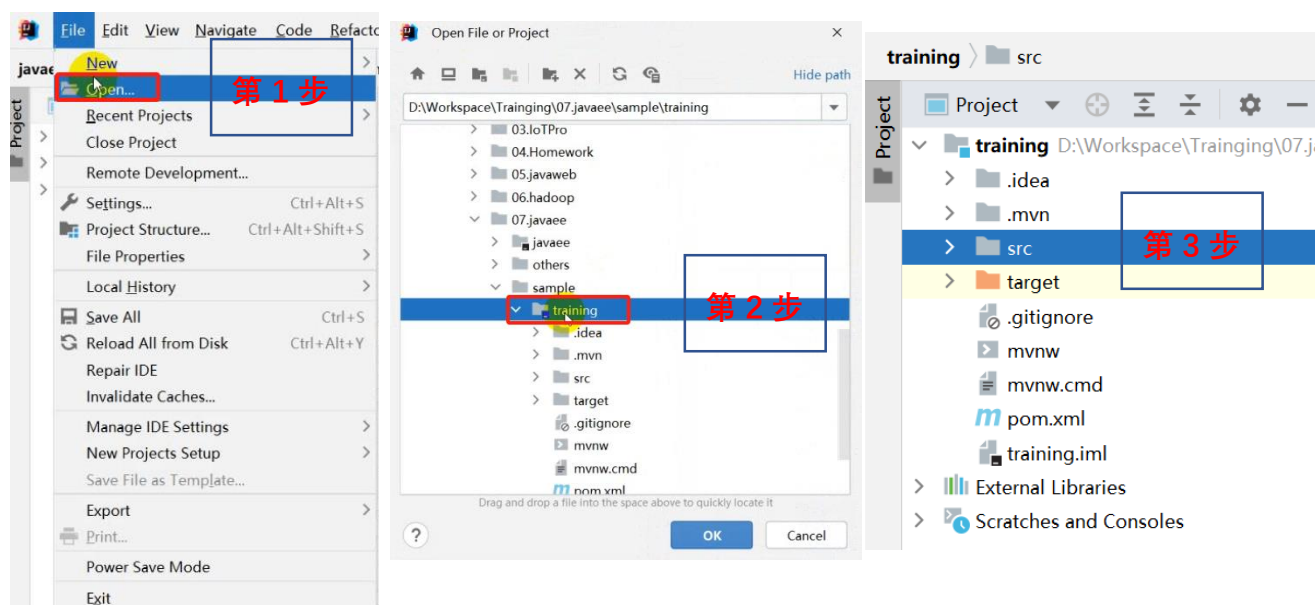 File Edit View Navigate Code Refacto
javae
Project
New
Open...
第 1 步
Recent Projects
Close Project
Remote Development...
Settings... Ctrl+Alt+S
Project Structure... Ctrl+Alt+Shift+S
File Properties
Local History
Save All Ctrl+S
Reload All from Disk Ctrl+Alt+Y
Repair IDE
Invalidate Caches...
Manage IDE Settings
New Projects Setup
Save File as Template...
Export
Print...
Power Save Mode
Exit
Open File or Project
Hide path
D:\Workspace\Trainging\07.javaee\sample\training
03.IoTPro
04.Homework
05.javaweb
06.hadoop
07.javaee
javaee
others
sample
training
第 2 步
.idea
.mvn
src
target
.gitignore
mvnw
mvnw.cmd
pom.xml
Drag and drop a file into the space above to quickly locate it
? OK Cancel
training src
Project
Project
training D:\Workspace\Trainging\07.ja
.idea
.mvn
src
第 3 步
target
.gitignore
mvnw
mvnw.cmd
pom.xml
training.iml
External Libraries
Scratches and Consoles